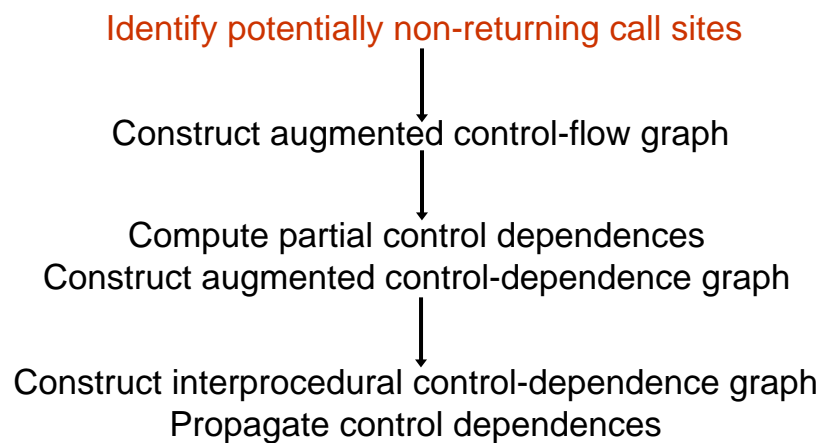 Identify potentially non-returning call sites
Construct augmented control-flow graph
Compute partial control dependences
Construct augmented control-dependence graph
Construct interprocedural control-dependence graph
Propagate control dependences